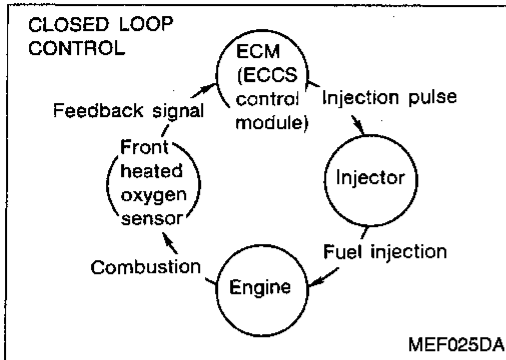 CLOSED LOOP
CONTROL
ECM
(ECCS
control
module)
Injection pulse
Injector
Fuel injection
Engine
Combustion
Front
heated
oxygen
sensor
Feedback signal
MEF025DA